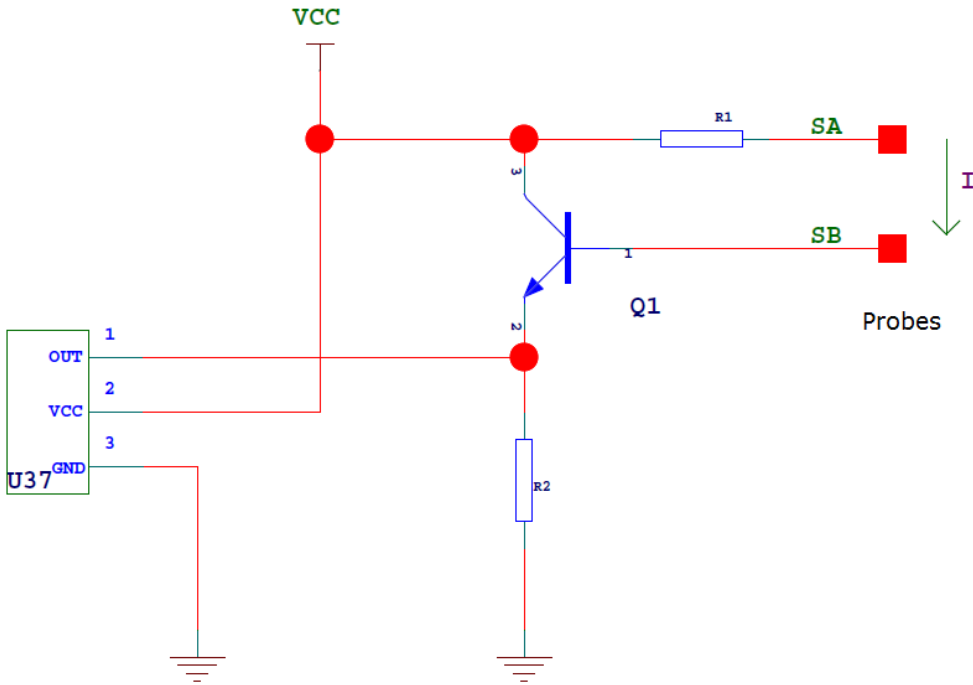 VCC
R1
SA
I
3
SB
1
Q1
Probes
2
1
OUT
2
VCC
3
GND
U37
R2